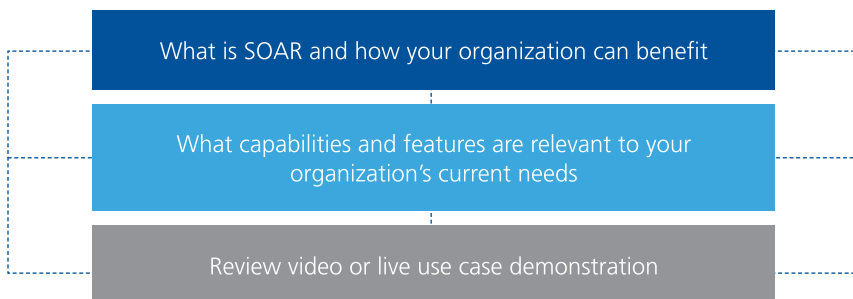 What is SOAR and how your organization can benefit
What capabilities and features are relevant to your
organization’s current needs
Review video or live use case demonstration